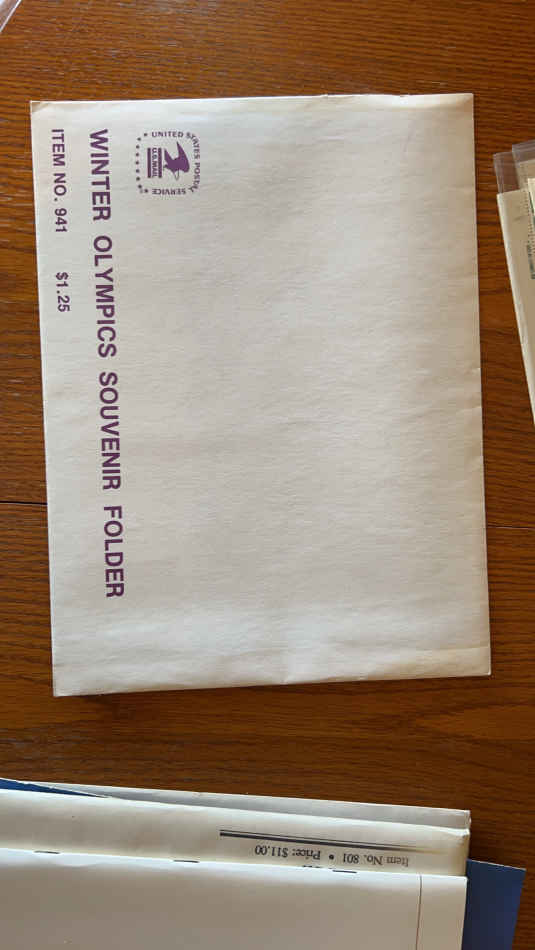 UNITED STATES POSTAL SERVICE
U.S.MAIL
WINTER OLYMPICS SOUVENIR FOLDER
ITEM NO. 941 $1.25
Item No. 801 • Price: $11.00